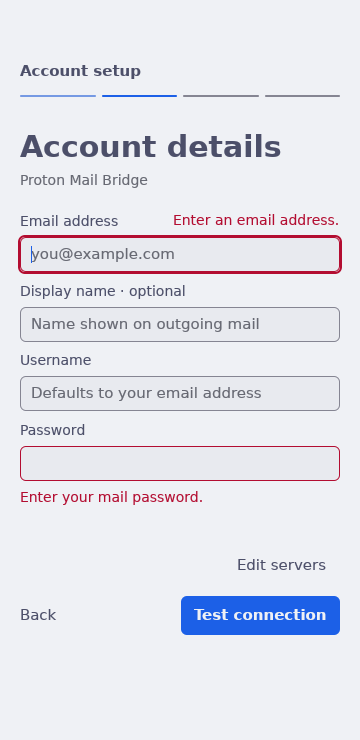 Account setup
Account details
Proton Mail Bridge
Email address
Enter an email address.
you@example.com
Display name · optional
Name shown on outgoing mail
Username
Defaults to your email address
Password
Enter your mail password.
Edit servers
Back
Test connection